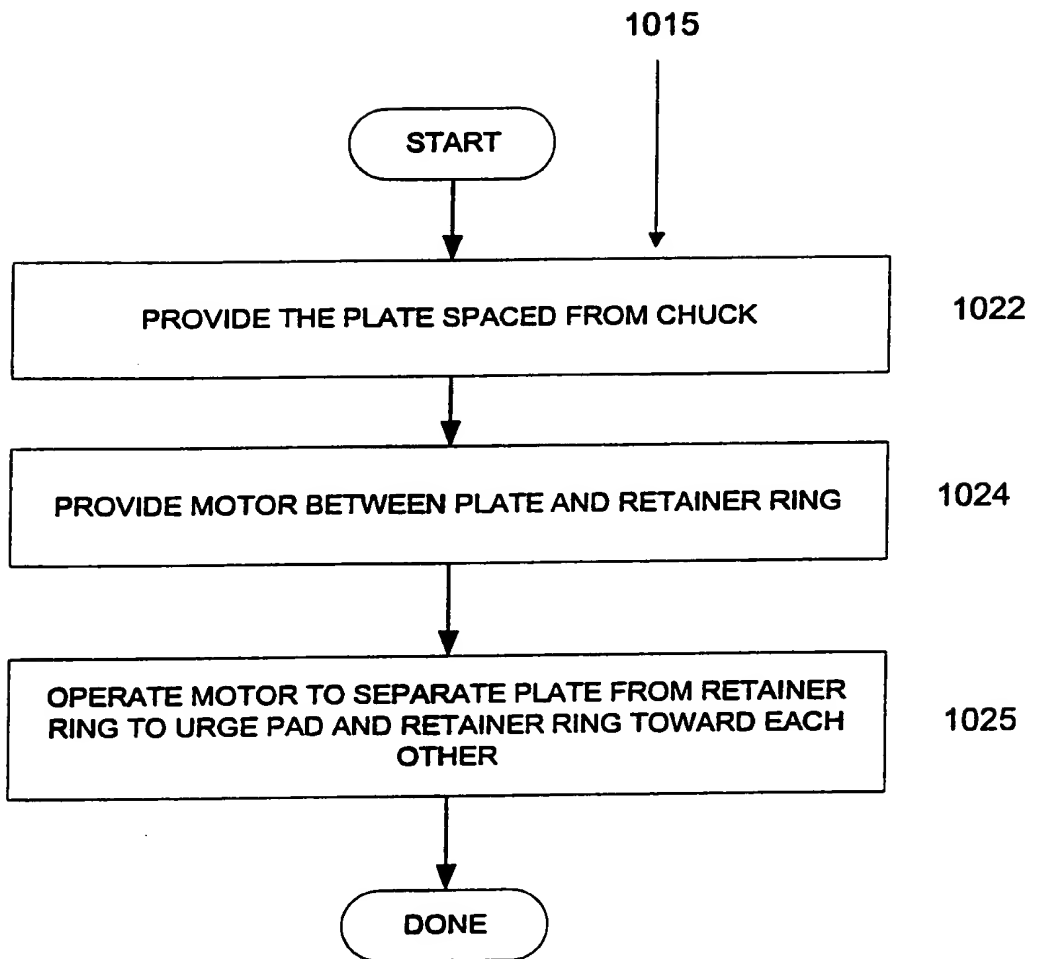 1015
START
PROVIDE THE PLATE SPACED FROM CHUCK
1022
PROVIDE MOTOR BETWEEN PLATE AND RETAINER RING
1024
OPERATE MOTOR TO SEPARATE PLATE FROM RETAINER
RING TO URGE PAD AND RETAINER RING TOWARD EACH
OTHER
1025
DONE